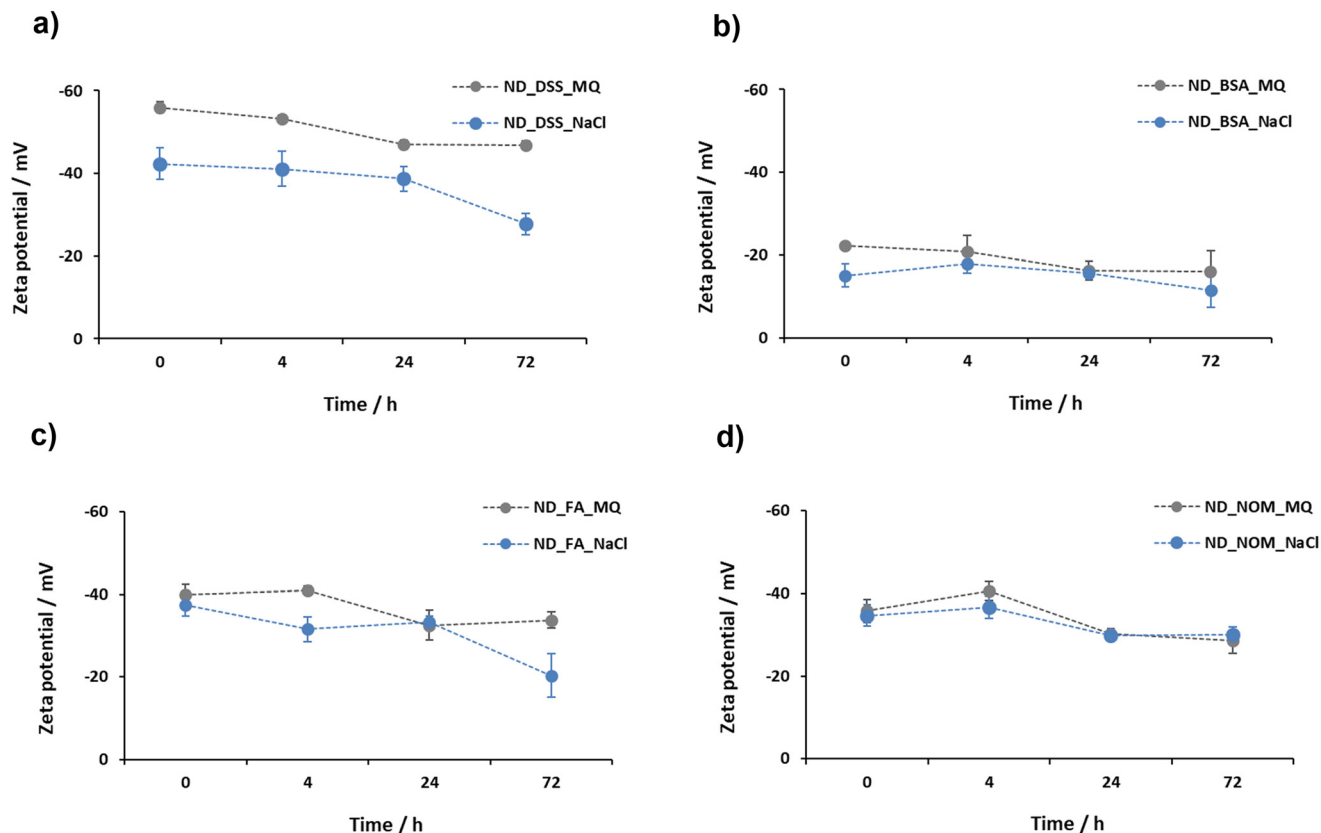 a)
ND_DSS_MQ
ND_DSS_NaCl
-60
-40
-20
0
Zeta potential / mV
0 4 24 72
Time / h
b)
ND_BSA_MQ
ND_BSA_NaCl
-60
-40
-20
0
Zeta potential / mV
0 4 24 72
Time / h
c)
ND_FA_MQ
ND_FA_NaCl
-60
-40
-20
0
Zeta potential / mV
0 4 24 72
Time / h
d)
ND_NOM_MQ
ND_NOM_NaCl
-60
-40
-20
0
Zeta potential / mV
0 4 24 72
Time / h